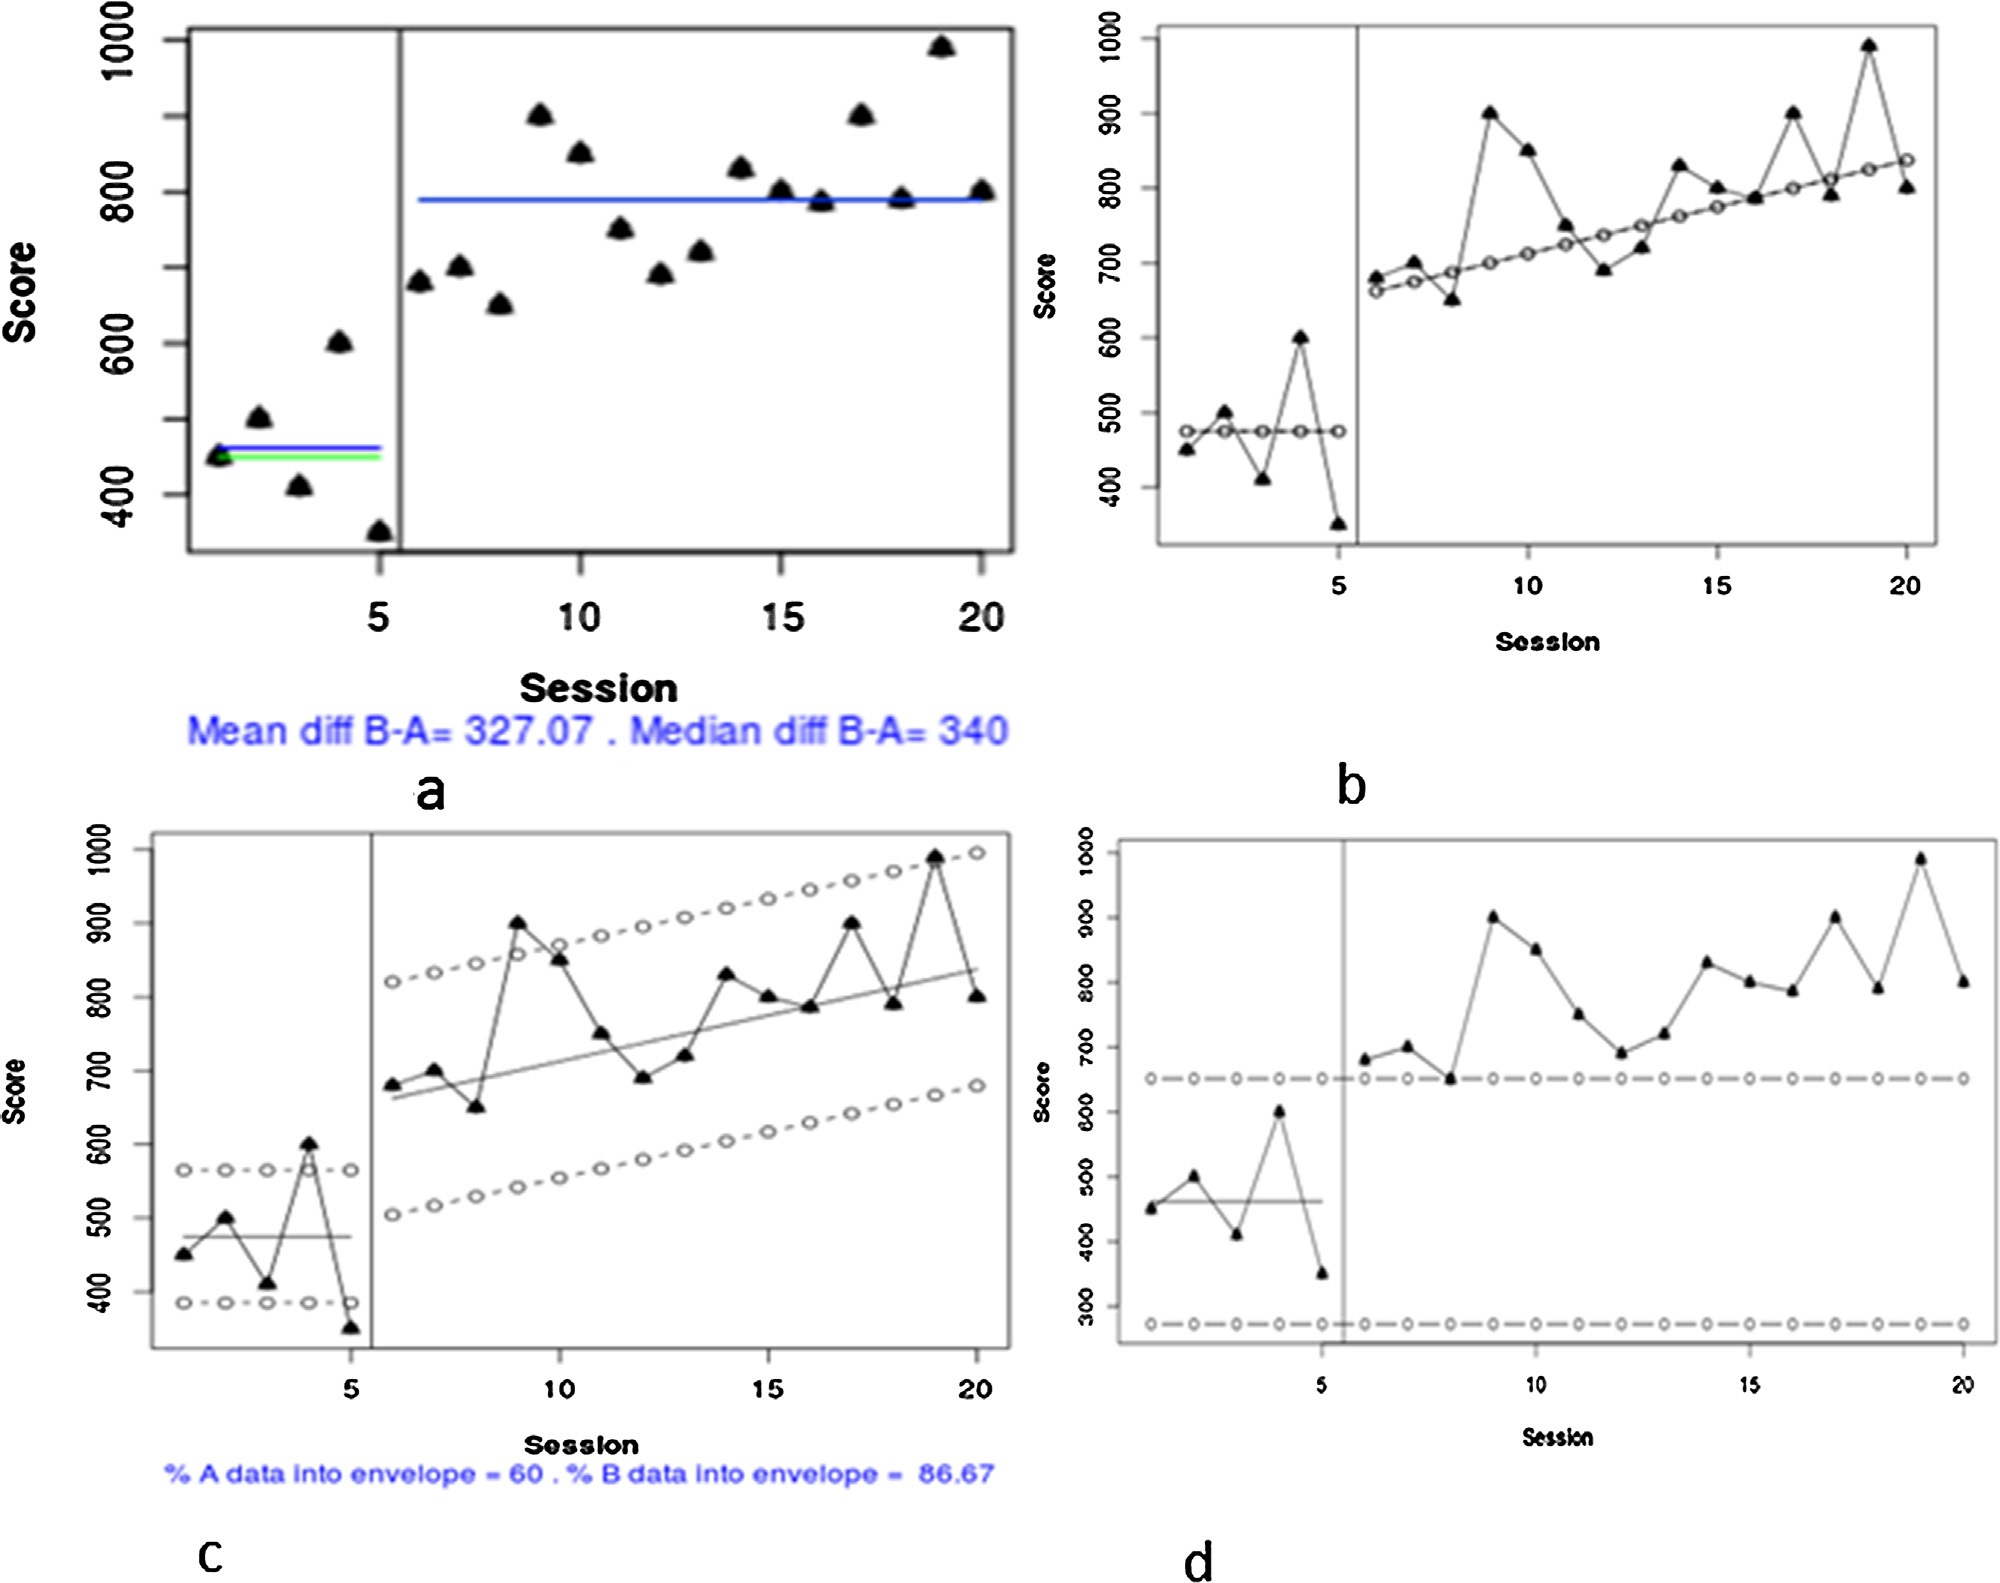 1000
800
600
400
Score
5 10 15 20
Session
Mean diff B-A= 327.07 . Median diff B-A= 340
a
1000
900
800
700
600
500
400
Score
5 10 15 20
Session
b
1000
900
800
700
600
500
400
Score
5 10 15 20
Session
% A data into envelope = 60 . % B data into envelope = 86.67
c
1000
900
800
700
600
500
400
300
Score
5 10 15 20
Session
d